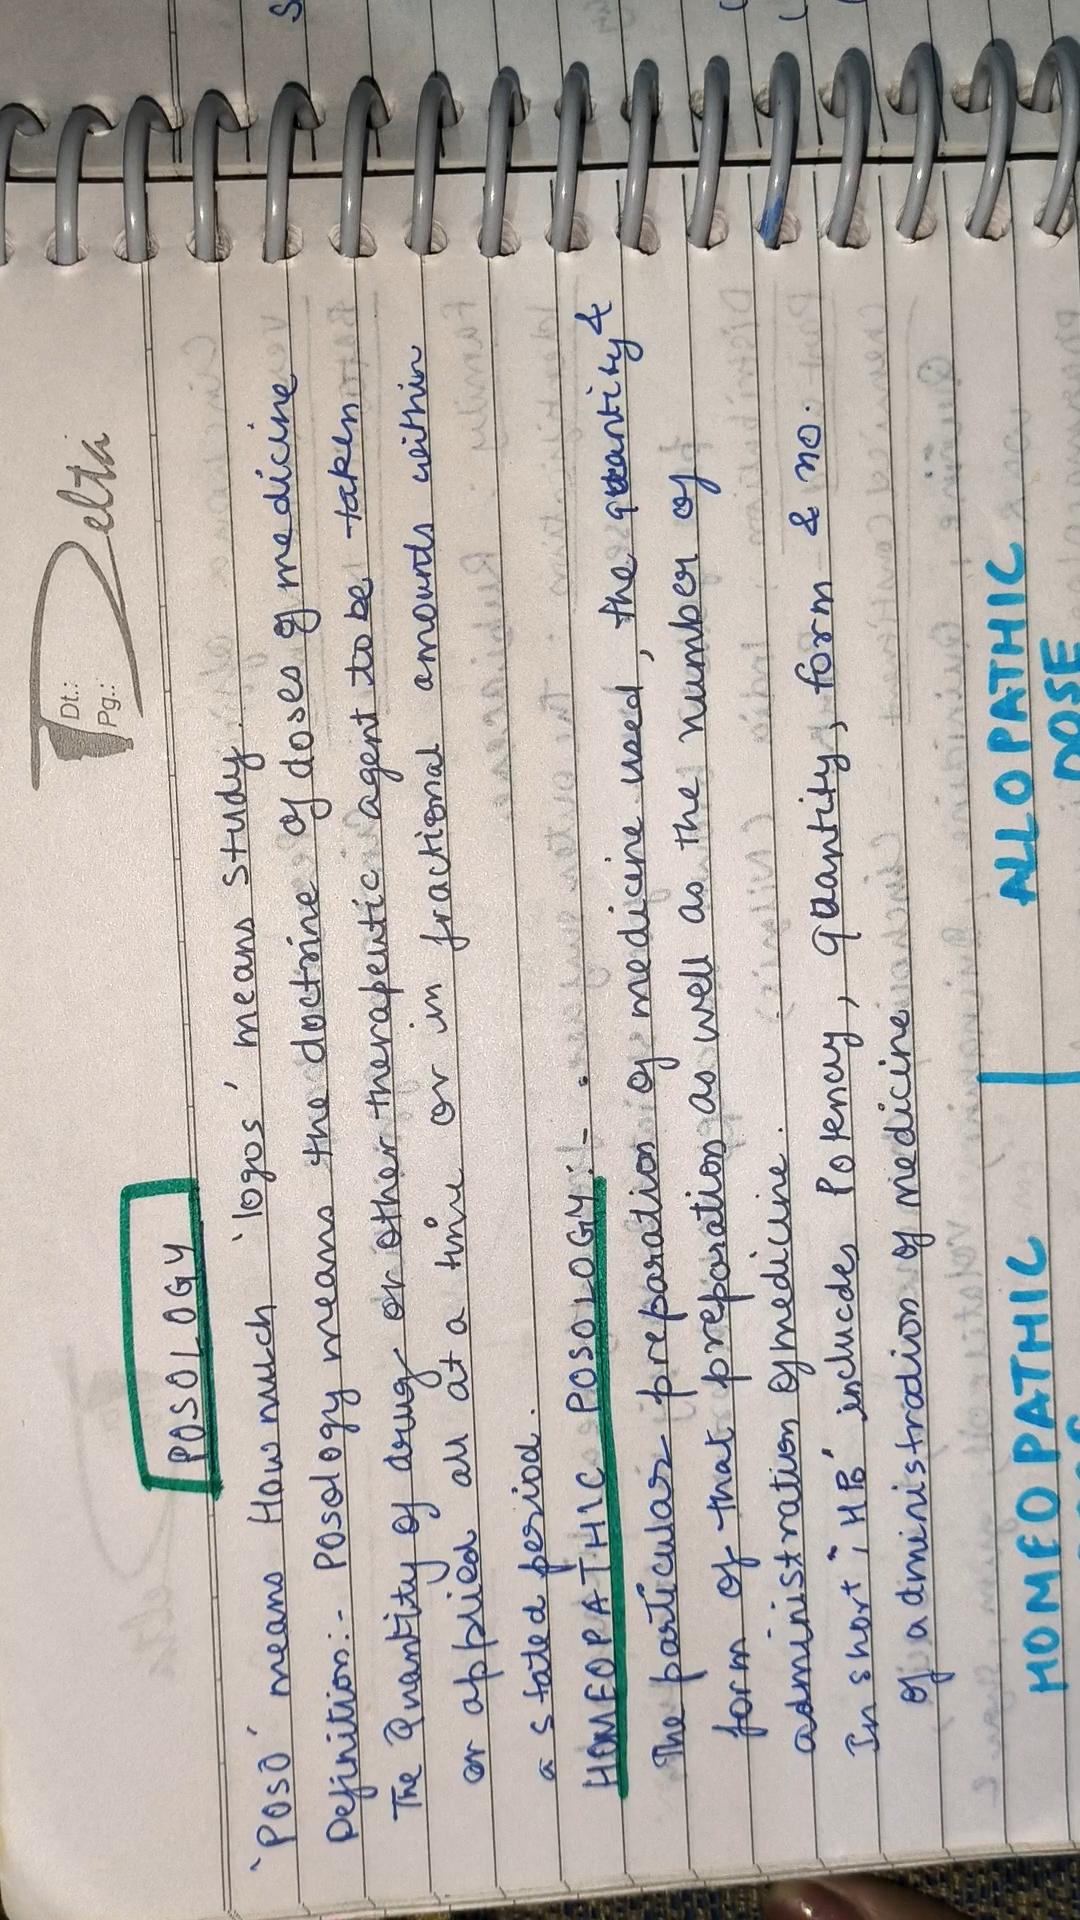 Delta
Dt.:
Pg.:
POSOLOGY
'POSO' means How much 'logos' means study.
Definition:- Posology means the doctrine of doses of medicine
The Quantity of drug or other therapeutic agent to be taken
or applied all at a time or in fractional amounts within
a stated period.
HOMEOPATHIC POSOLOGY:-
The particular preparation of medicine used, the quantity &
form of that preparation as well as the number of
administration of medicine.
In short, 'HP' includes Potency, quantity, form & no.
of administration of medicine.
HOMEOPATHIC ALLOPATHIC
DOSE